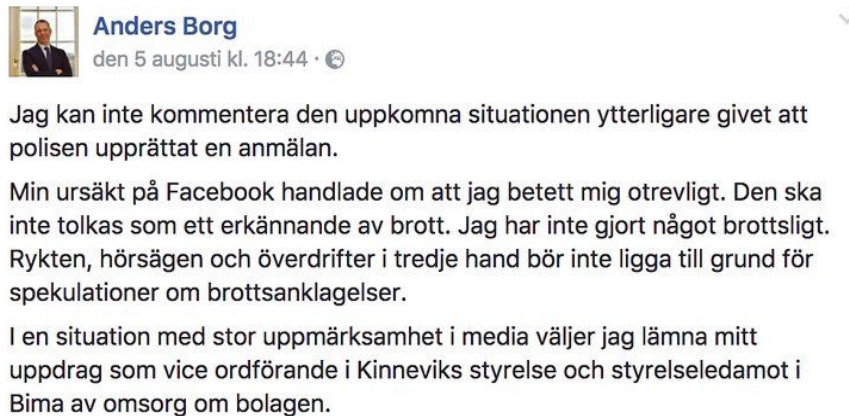 Anders Borg
den 5 augusti kl. 18:44 ·
Jag kan inte kommentera den uppkomna situationen ytterligare givet att
polisen upprättat en anmälan.
Min ursäkt på Facebook handlade om att jag betett mig otrevligt. Den ska
inte tolkas som ett erkännande av brott. Jag har inte gjort något brottsligt.
Rykten, hörsägen och överdrifter i tredje hand bör inte ligga till grund för
spekulationer om brottsanklagelser.
I en situation med stor uppmärksamhet i media väljer jag lämna mitt
uppdrag som vice ordförande i Kinneviks styrelse och styrelseledamot i
Bima av omsorg om bolagen.